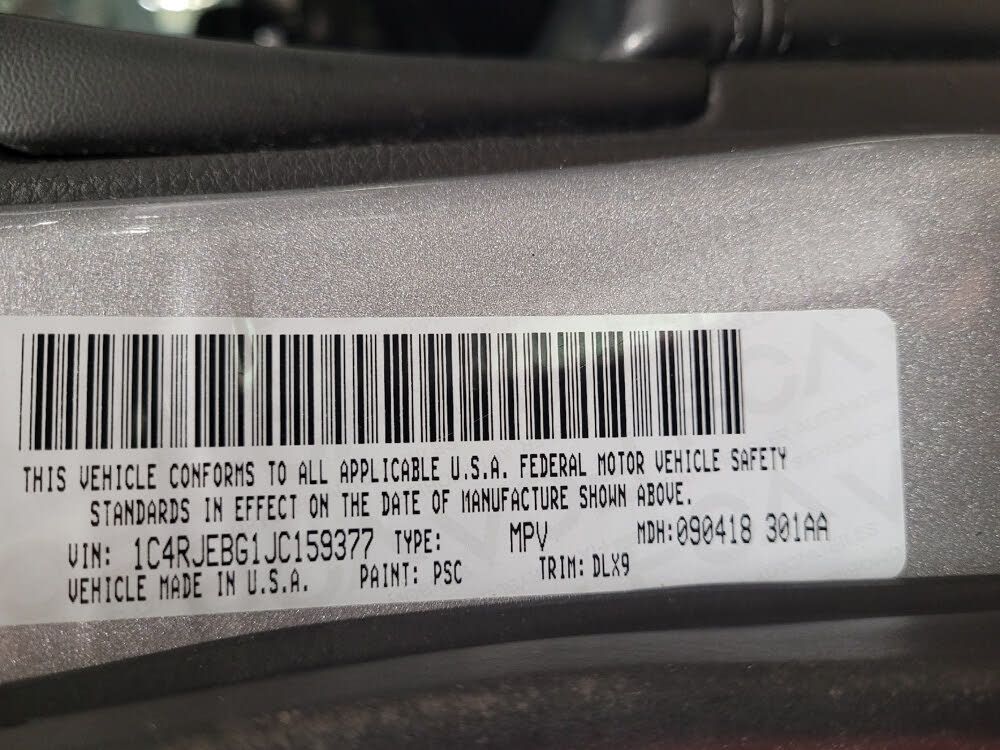 THIS VEHICLE CONFORMS TO ALL APPLICABLE U.S.A. FEDERAL MOTOR VEHICLE SAFETY
STANDARDS IN EFFECT ON THE DATE OF MANUFACTURE SHOWN ABOVE.
VIN: 1C4RJEBG1JC159377 TYPE: MPV MDH:090418 301AA
VEHICLE MADE IN U.S.A. PAINT: PSC TRIM: DLX9